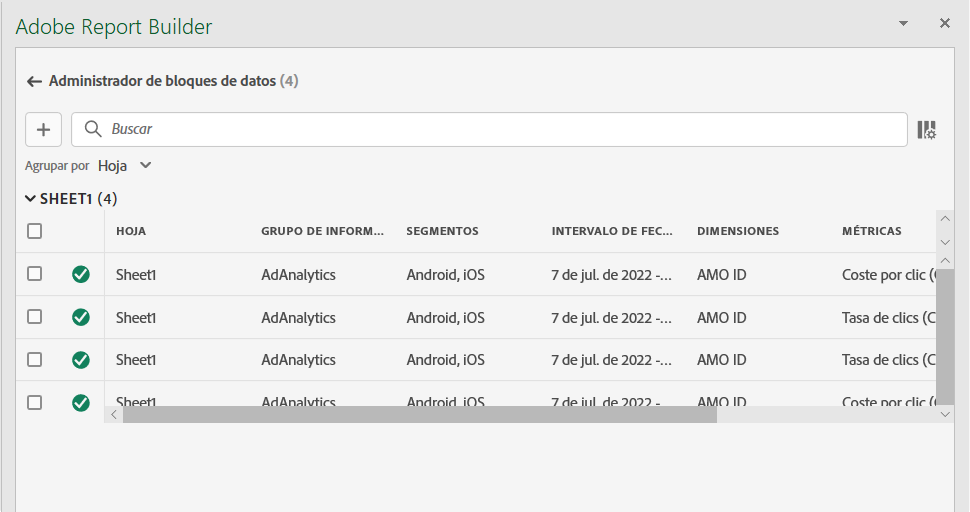 Adobe Report Builder
Administrador de bloques de datos (4)
Buscar
Agrupar por Hoja
SHEET1 (4)
HOJA GRUPO DE INFORM... SEGMENTOS INTERVALO DE FEC... DIMENSIONES MÉTRICAS
Sheet1 AdAnalytics Android, iOS 7 de jul. de 2022 -... AMO ID Coste por clic (C
Sheet1 AdAnalytics Android, iOS 7 de jul. de 2022 -... AMO ID Tasa de clics (C
Sheet1 AdAnalytics Android, iOS 7 de jul. de 2022 -... AMO ID Tasa de clics (C
Sheet1 AdAnalytics Android, iOS 7 de jul. de 2022 - AMO ID Coste por clic (C